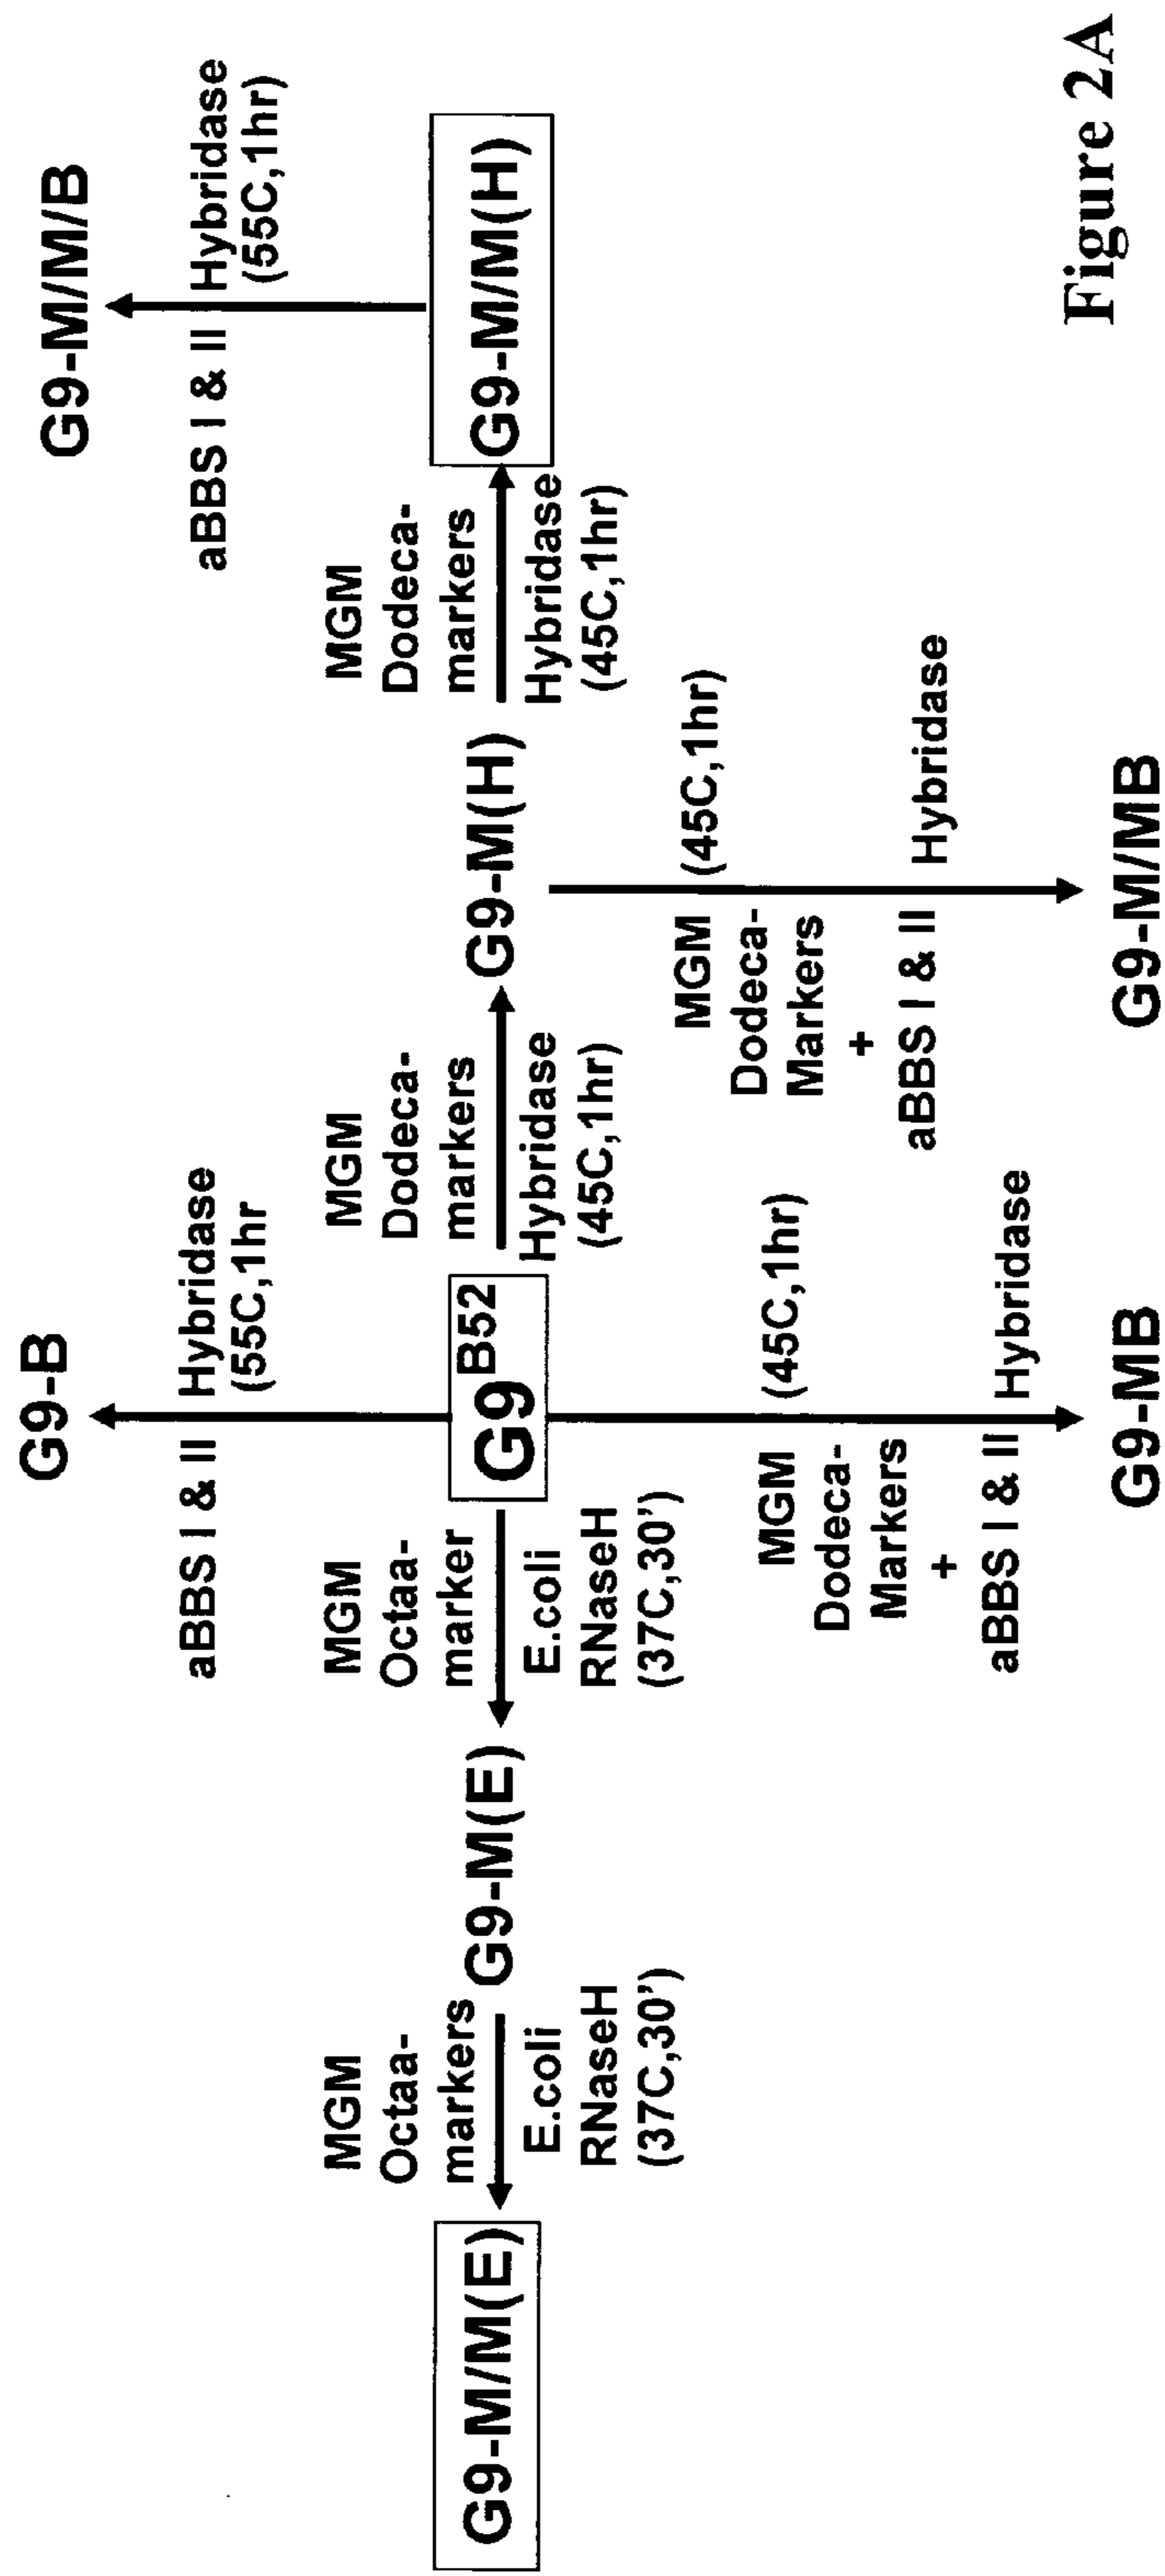 G9-B
G9-M/M/B
aBBS I & II
Hybridase
(55C,1hr
aBBS I & II
Hybridase
(55C,1hr)
MGM
Octaa-
markers
E.coli
RNaseH
(37C,30')
MGM
Octaa-
marker
E.coli
RNaseH
(37C,30')
MGM
Dodeca-
markers
Hybridase
(45C,1hr)
MGM
Dodeca-
markers
Hybridase
(45C,1hr)
G9-M/M(E)
G9-M(E)
G9B52
G9-M(H)
G9-M/M(H)
MGM
Dodeca-
Markers
+
aBBS I & II
(45C,1hr)
Hybridase
MGM
Dodeca-
Markers
+
aBBS I & II
(45C,1hr)
Hybridase
G9-MB
G9-M/MB
Figure 2A